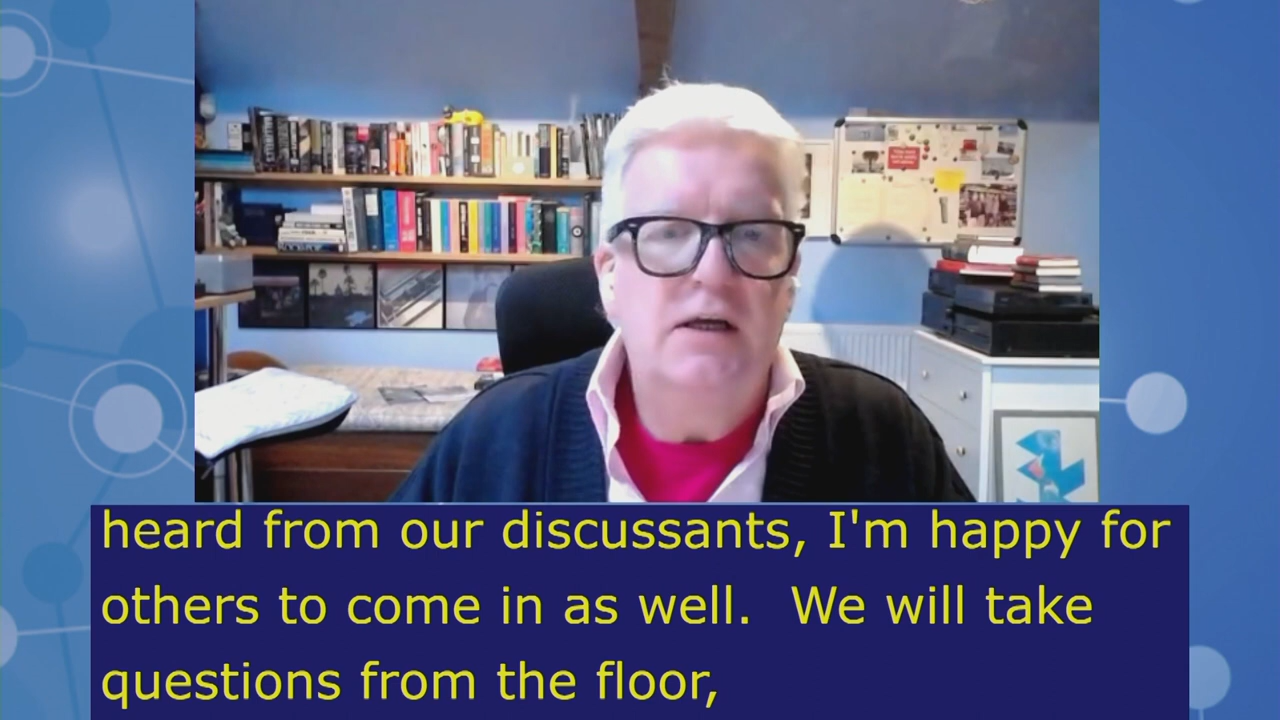 heard from our discussants, I'm happy for
others to come in as well.  We will take
questions from the floor,